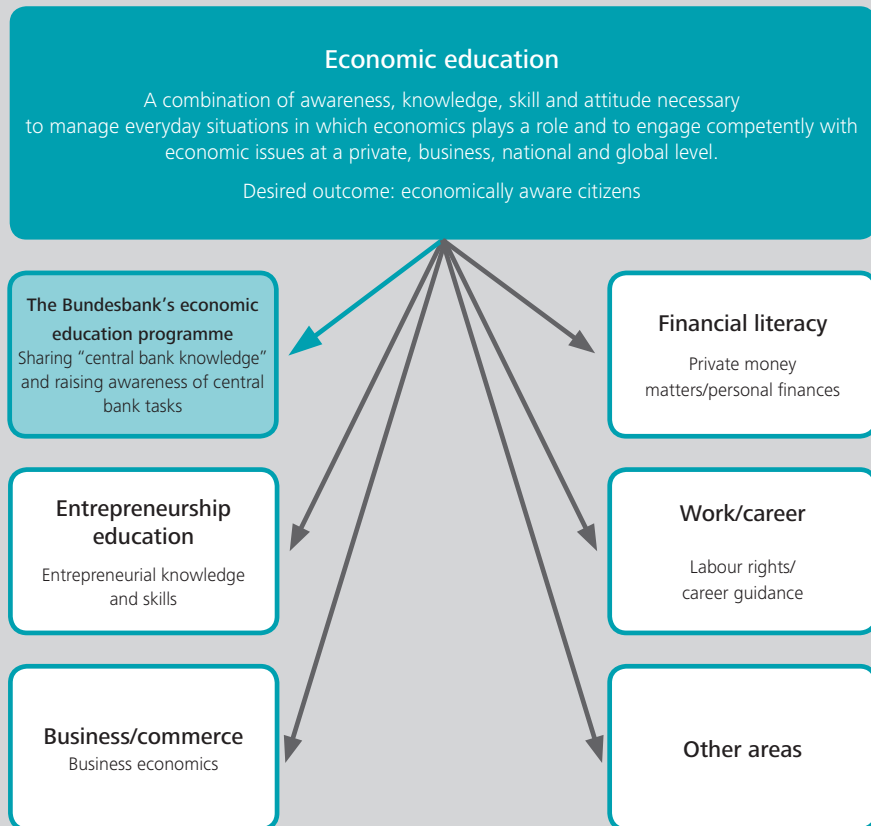 Economic education
A combination of awareness, knowledge, skill and attitude necessary
to manage everyday situations in which economics plays a role and to engage competently with
economic issues at a private, business, national and global level.
Desired outcome: economically aware citizens
The Bundesbank’s economic
education programme
Sharing “central bank knowledge”
and raising awareness of central
bank tasks
Financial literacy
Private money
matters/personal finances
Entrepreneurship
education
Entrepreneurial knowledge
and skills
Work/career
Labour rights/
career guidance
Business/commerce
Business economics
Other areas